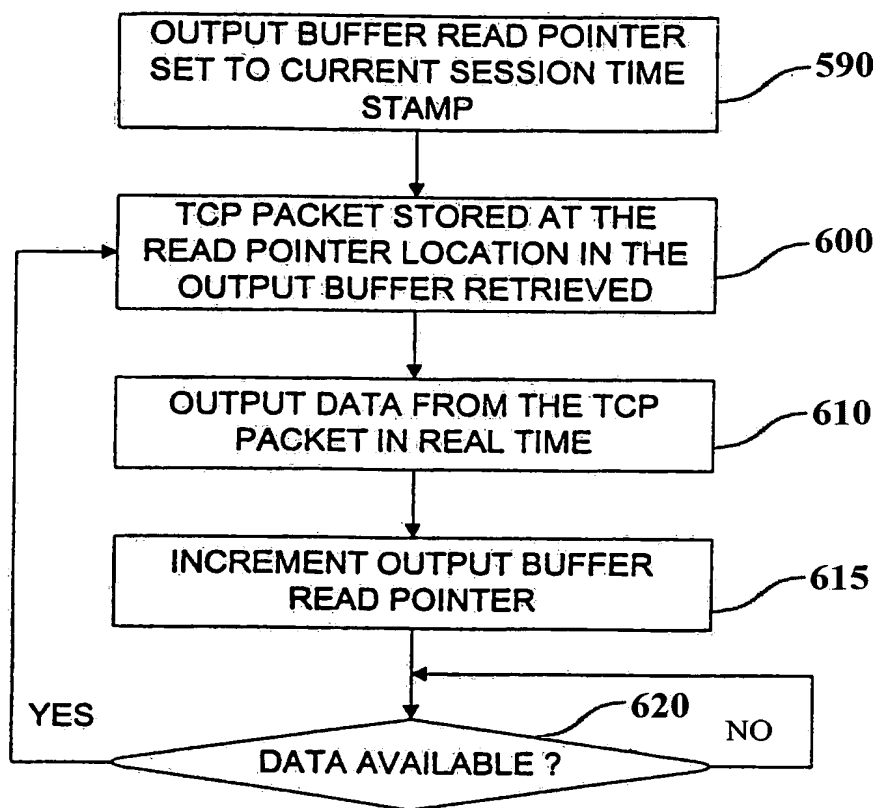 OUTPUT BUFFER READ POINTER
SET TO CURRENT SESSION TIME
STAMP
590
TCP PACKET STORED AT THE
READ POINTER LOCATION IN THE
OUTPUT BUFFER RETRIEVED
600
OUTPUT DATA FROM THE TCP
PACKET IN REAL TIME
610
INCREMENT OUTPUT BUFFER
READ POINTER
615
YES
620
NO
DATA AVAILABLE ?